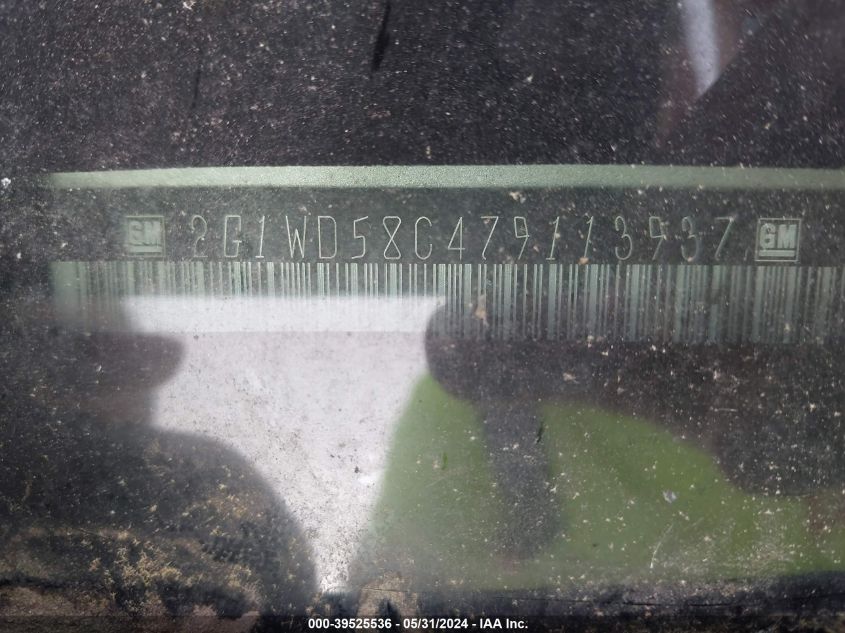 GM 2G1WD58C479113937 GM
000-39525536 - 05/31/2024 - IAA Inc.